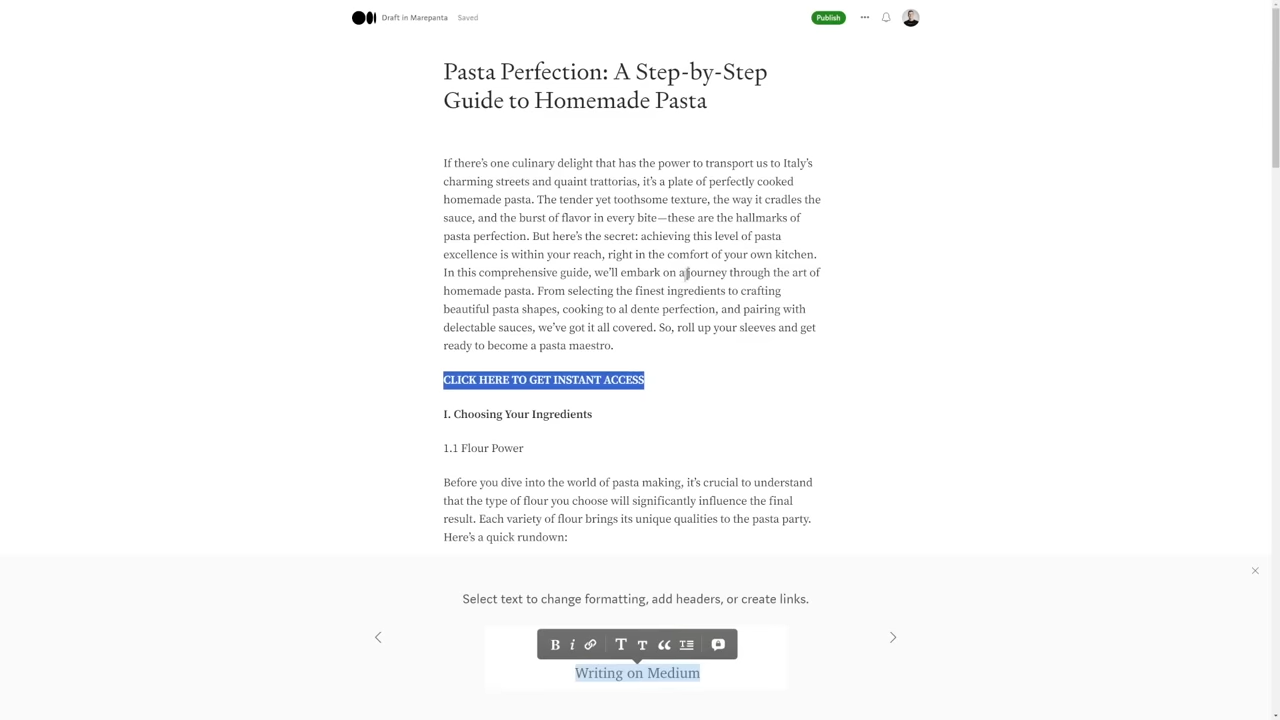 Draft in Marepanta Saved
Publish
Pasta Perfection: A Step-by-Step
Guide to Homemade Pasta
If there's one culinary delight that has the power to transport us to Italy's
charming streets and quaint trattorias, it's a plate of perfectly cooked
homemade pasta. The tender yet toothsome texture, the way it cradles the
sauce, and the burst of flavor in every bite—these are the hallmarks of
pasta perfection. But here's the secret: achieving this level of pasta
excellence is within your reach, right in the comfort of your own kitchen.
In this comprehensive guide, we'll embark on a journey through the art of
homemade pasta. From selecting the finest ingredients to crafting
beautiful pasta shapes, cooking to al dente perfection, and pairing with
delectable sauces, we've got it all covered. So, roll up your sleeves and get
ready to become a pasta maestro.
CLICK HERE TO GET INSTANT ACCESS
I. Choosing Your Ingredients
1.1 Flour Power
Before you dive into the world of pasta making, it's crucial to understand
that the type of flour you choose will significantly influence the final
result. Each variety of flour brings its unique qualities to the pasta party.
Here's a quick rundown:
Select text to change formatting, add headers, or create links.
B i T T
Writing on Medium